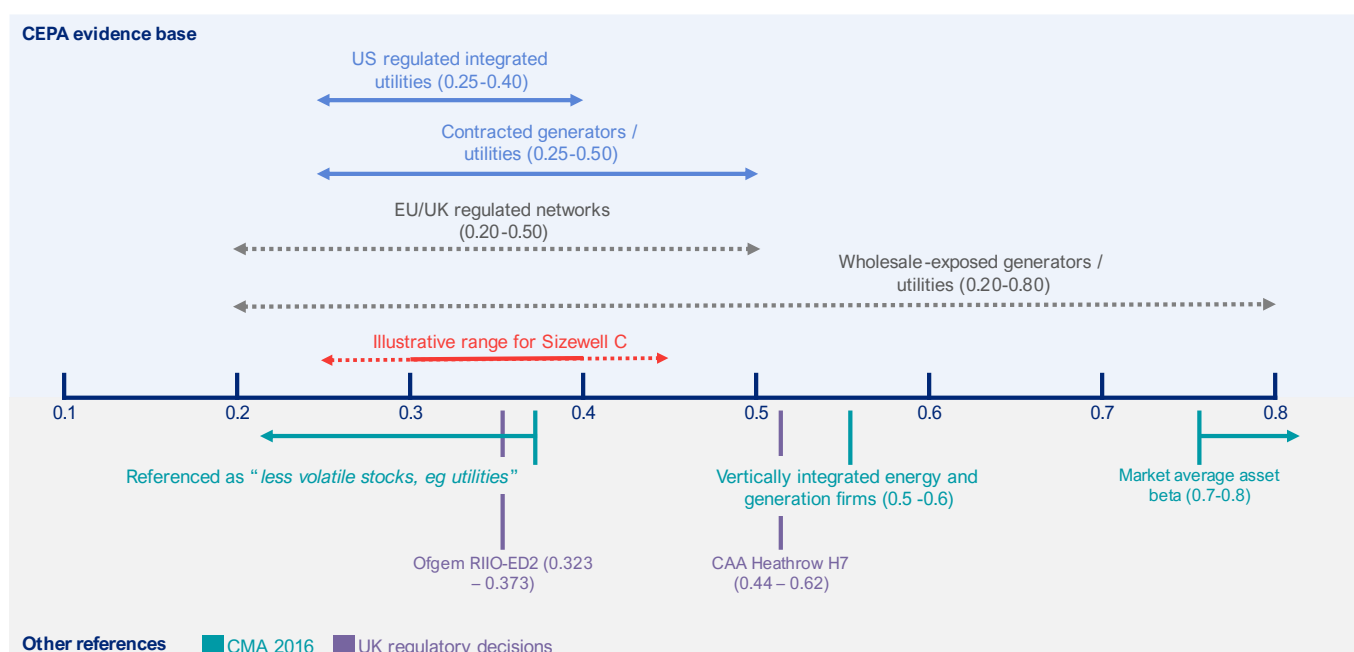 CEPA evidence base
US regulated integrated
utilities (0.25-0.40)
Contracted generators /
utilities (0.25-0.50)
EU/UK regulated networks
(0.20-0.50)
Wholesale-exposed generators /
utilities (0.20-0.80)
Illustrative range for Sizewell C
0.1 0.2 0.3 0.4 0.5 0.6 0.7 0.8
Referenced as “less volatile stocks, eg utilities”
Vertically integrated energy and
generation firms (0.5 -0.6)
Market average asset
beta (0.7-0.8)
Ofgem RIIO-ED2 (0.323
– 0.373)
CAA Heathrow H7
(0.44 – 0.62)
Other references CMA 2016 UK regulatory decisions